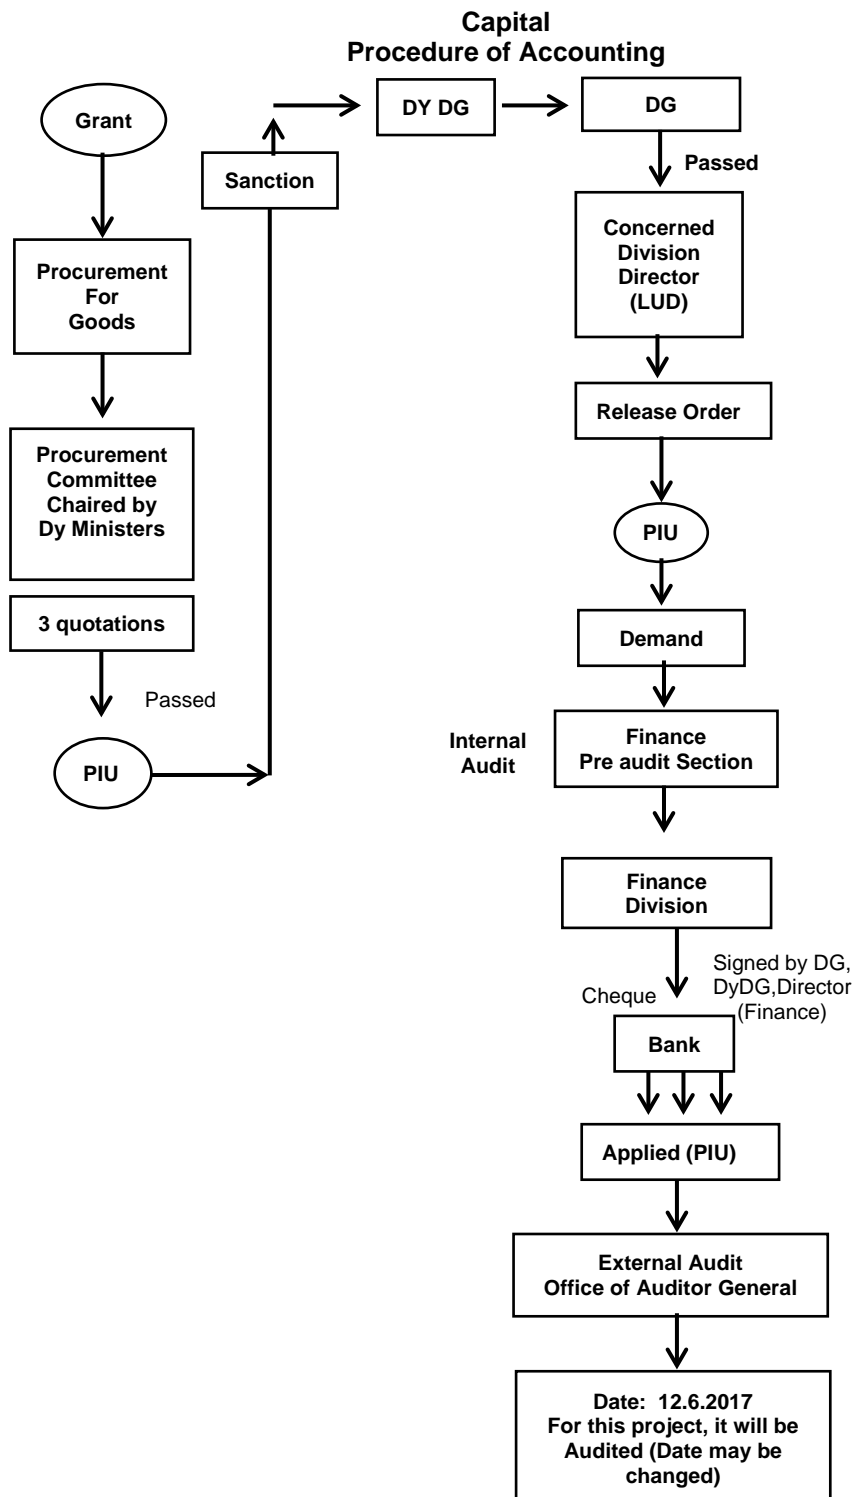 Capital
Procedure of Accounting
Grant
Procurement
For
Goods
Procurement
Committee
Chaired by
Dy Ministers
3 quotations
Passed
PIU
Sanction
DY DG
DG
Passed
Concerned
Division
Director
(LUD)
Release Order
PIU
Demand
Internal
Audit
Finance
Pre audit Section
Finance
Division
Cheque
Signed by DG,
DyDG,Director
(Finance)
Bank
Applied (PIU)
External Audit
Office of Auditor General
Date:  12.6.2017
For this project, it will be
Audited (Date may be
changed)